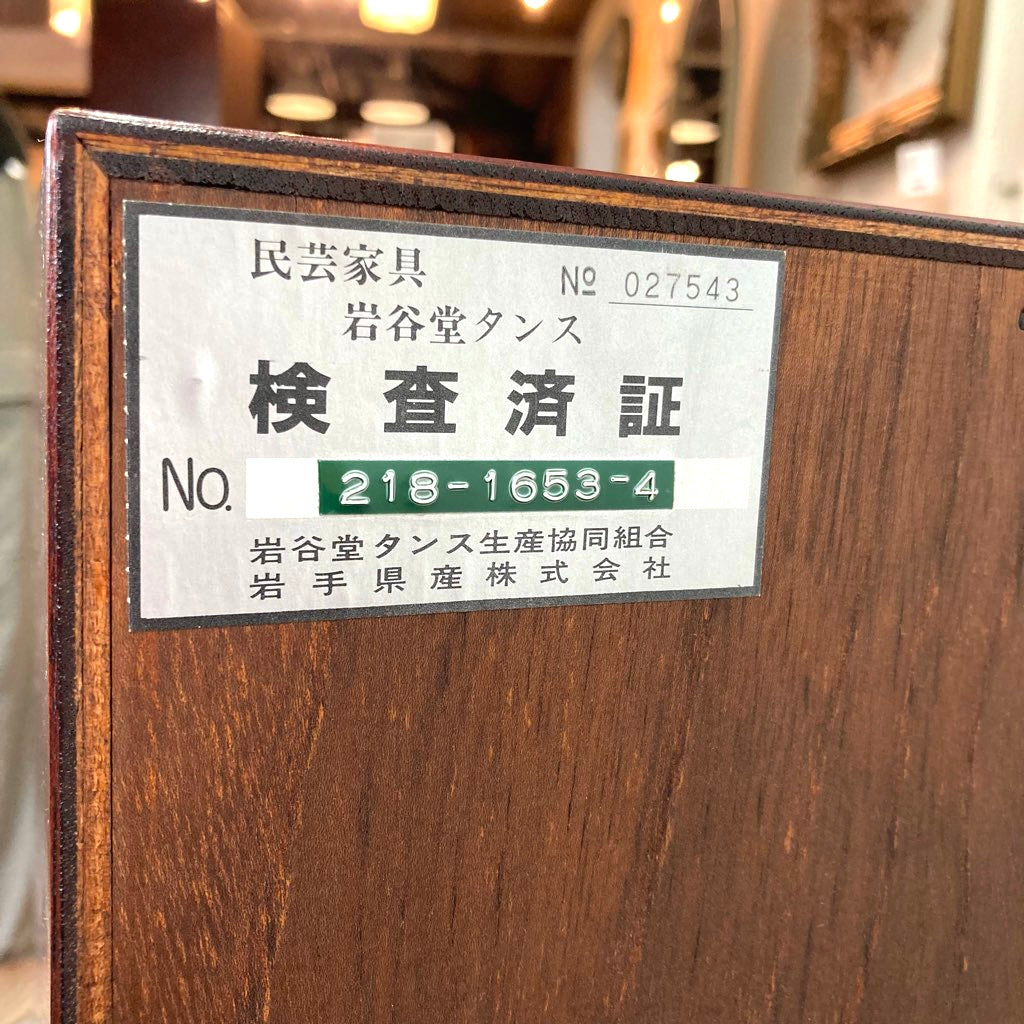 民芸家具
№ 027543
岩谷堂タンス
検査済証
No. 218-1653-4
岩谷堂タンス生産協同組合
岩手県産株式会社